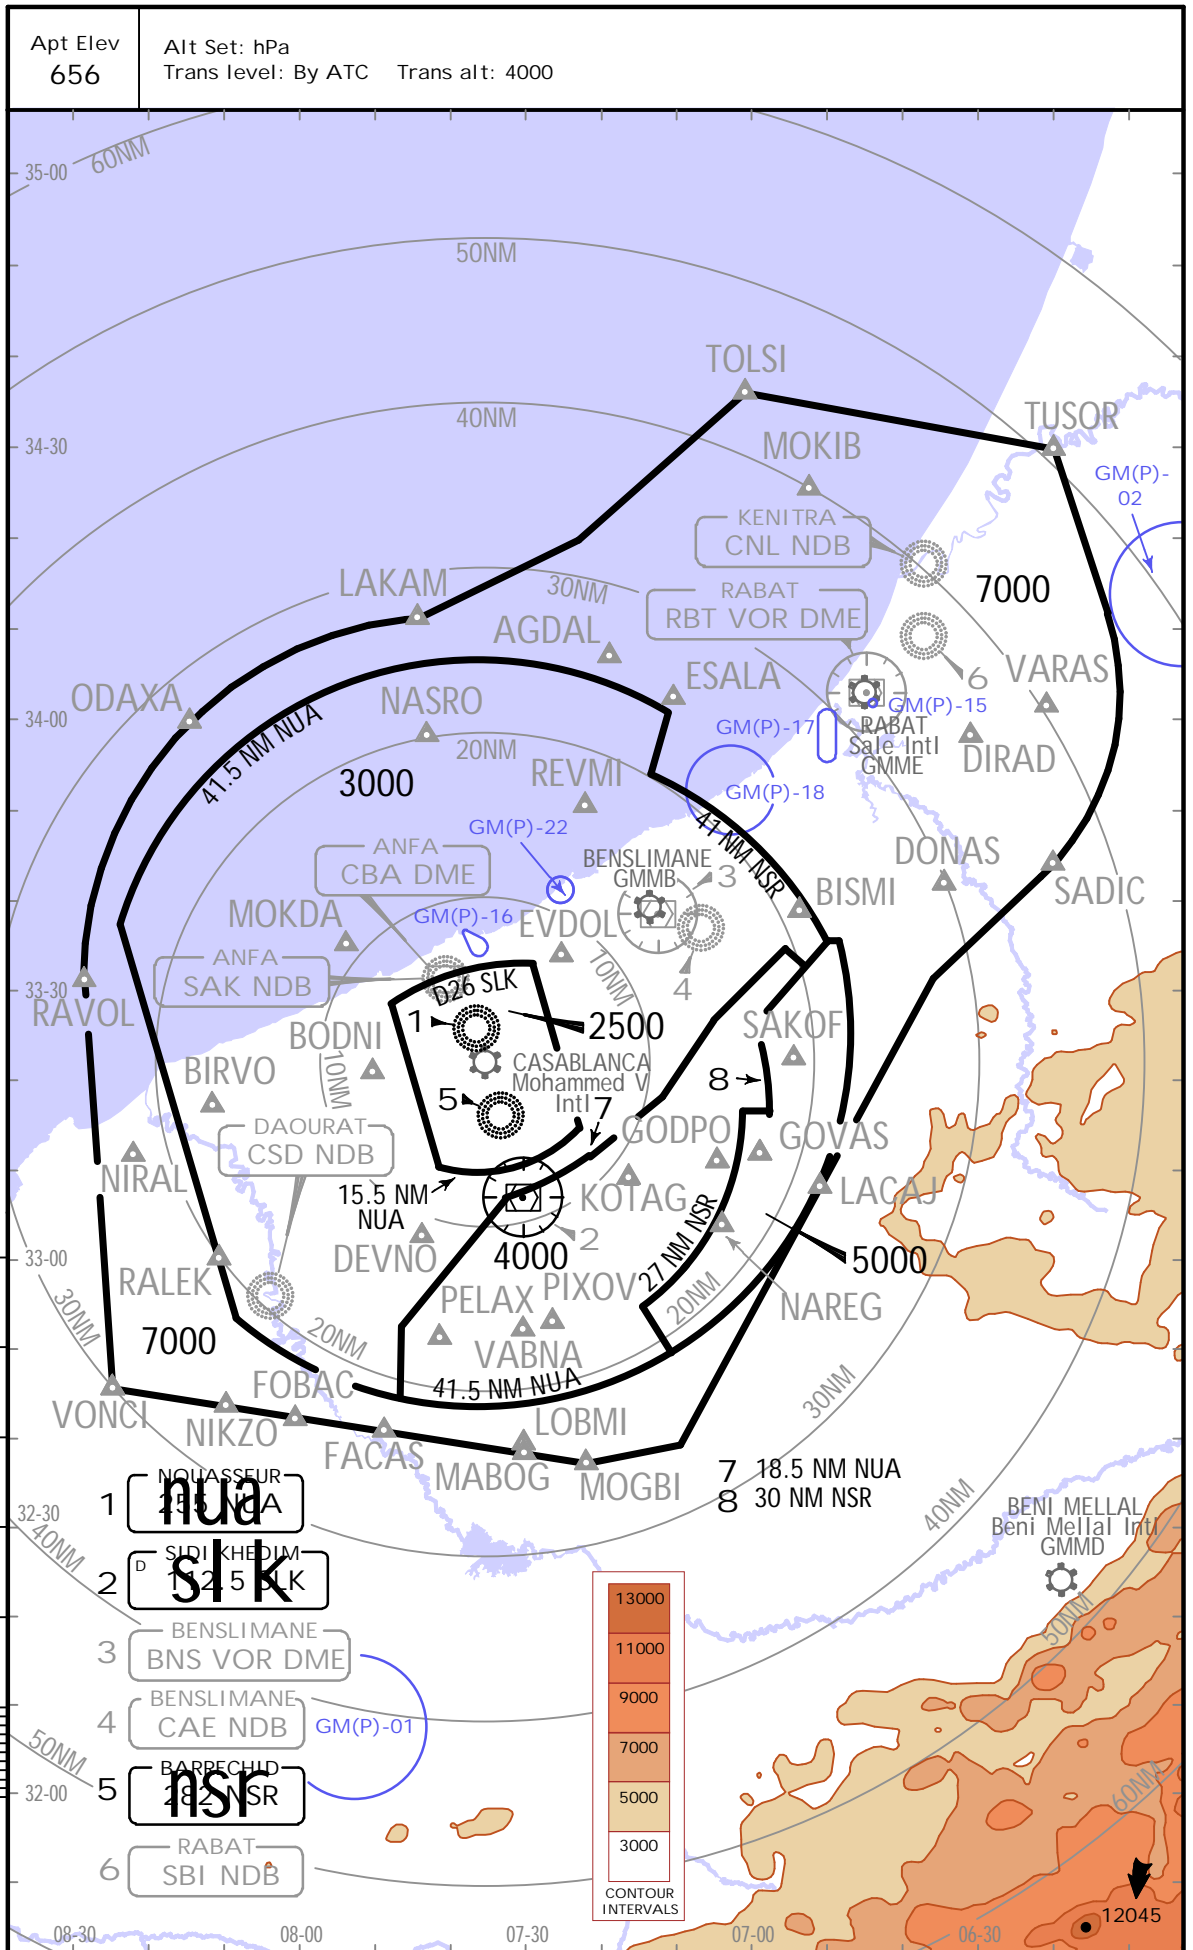 Apt Elev
656
Alt Set: hPa
Trans level: By ATC Trans alt: 4000
60NM
35-00
50NM
TOLSI
40NM
TUSOR
34-30
MOKIB
GM(P)-
02
KENITRA
CNL NDB
LAKAM
30NM
7000
RABAT
RBT VOR DME
AGDAL
6
VARAS
ESALA
ODAXA
NASRO
GM(P)-15
34-00
41.5 NM NUA
GM(P)-17
RABAT
Sale Intl
GMME
DIRAD
20NM
REVMI
3000
GM(P)-18
GM(P)-22
41 NM NSR
ANFA
CBA DME
BENSLIMANE
GMMB
3
DONAS
BISMI
SADIC
MOKDA
GM(P)-16
EVDOL
10NM
ANFA
SAK NDB
D26 SLK
4
33-30
RAVOL
1
2500
SAKOF
BODNI
CASABLANCA
Mohammed V
Intl
BIRVO
10NM
8
5
7
DAOURAT
CSD NDB
GODPO
GOVAS
NIRAL
15.5 NM
NUA
KOTAG
LACAJ
2
27 NM NSR
33-00
DEVNO
4000
5000
RALEK
PELAX
PIXOV
NAREG
30NM
20NM
20NM
7000
VABNA
FOBAC
41.5 NM NUA
30NM
VONCI
NIKZO
FACAS
LOBMI
MABOG
MOGBI
7 18.5 NM NUA
8 30 NM NSR
NOUASSEUR
1 255 NUA
nua
32-30
40NM
40NM
BENI MELLAL
Beni Mellal Intl
GMMD
SIDI KHEDIM
2 D 112.5 SLK
slk
13000
11000
9000
7000
5000
3000
CONTOUR
INTERVALS
50NM
BENSLIMANE
3 BNS VOR DME
BENSLIMANE
4 CAE NDB
GM(P)-01
50NM
BARRECHID
5 282 NSR
nsr
32-00
60NM
RABAT
6 SBI NDB
12045
08-30
08-00
07-30
07-00
06-30